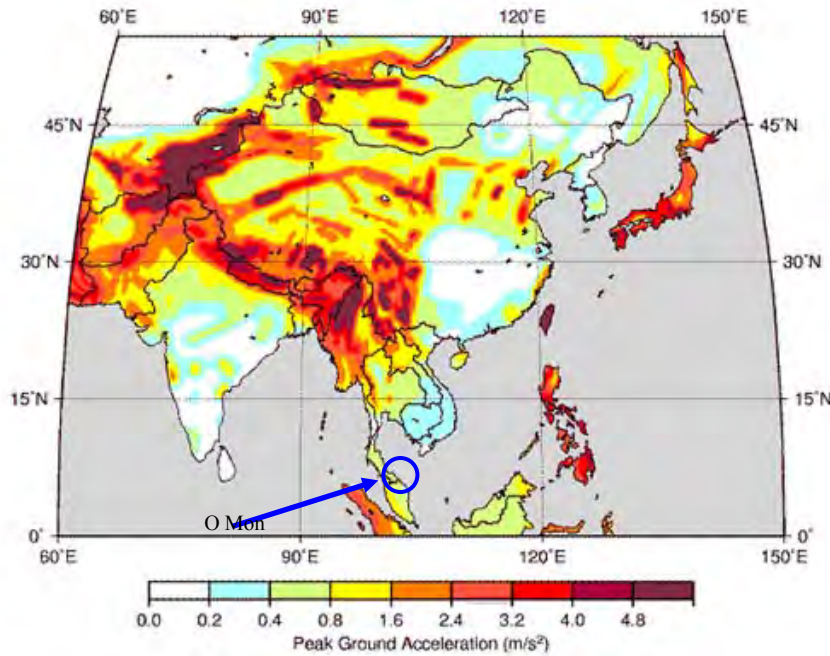 60˚E 90˚E 120˚E 150˚E
45˚N 45˚N
30˚N 30˚N
15˚N 15˚N
O Mon
0˚ 0˚
60˚E 90˚E 120˚E 150˚E
0.0 0.2 0.4 0.8 1.6 2.4 3.2 4.0 4.8
Peak Ground Acceleration (m/s²)